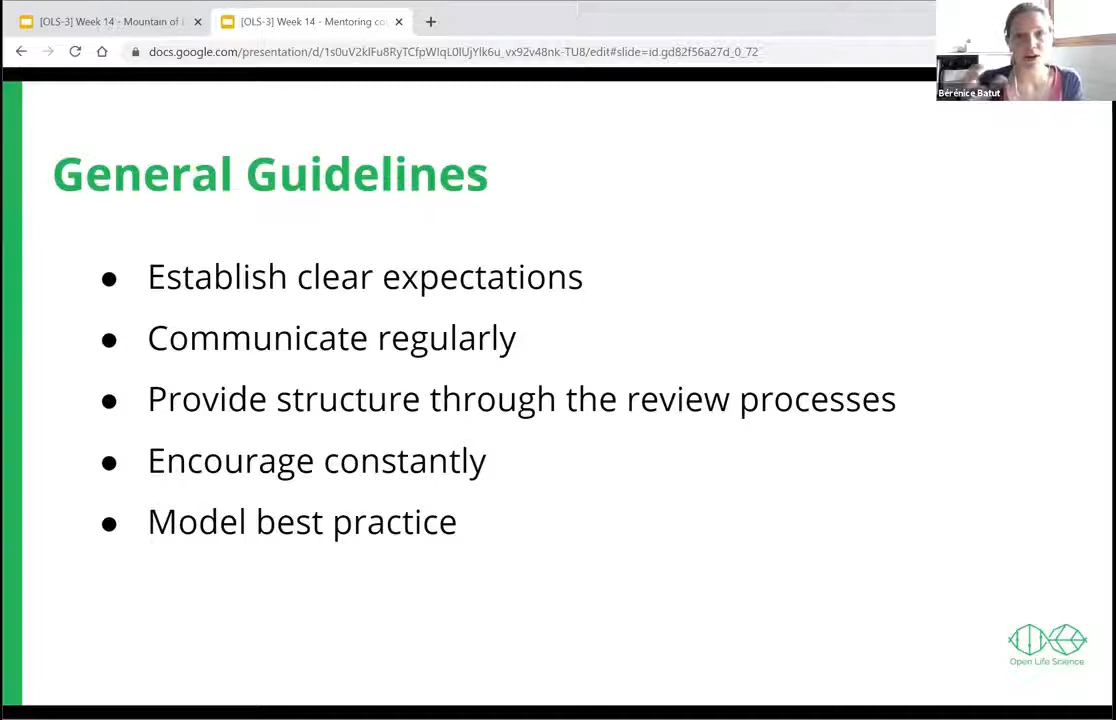 [OLS-3] Week 14 - Mountain of
[OLS-3] Week 14 - Mentoring co
docs.google.com/presentation/d/1s0uV2kIFu8RyTCfpWIqL0lUjYlk6u_vx92v48nk-TU8/edit#slide=id.gd82f56a27d_0_72
Bérénice Batut
General Guidelines
● Establish clear expectations
● Communicate regularly
● Provide structure through the review processes
● Encourage constantly
● Model best practice
Open Life Science